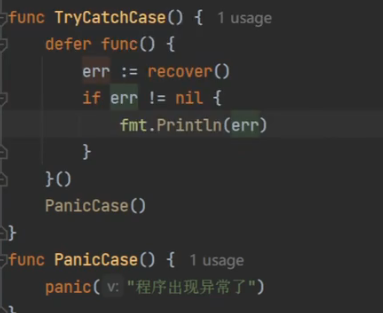 func TryCatchCase() { 1 usage
    defer func() {
        err := recover()
        if err != nil {
            fmt.Println(err)
        }
    }()
    PanicCase()
}
func PanicCase() { 1 usage
    panic( v: "程序出现异常了")
}